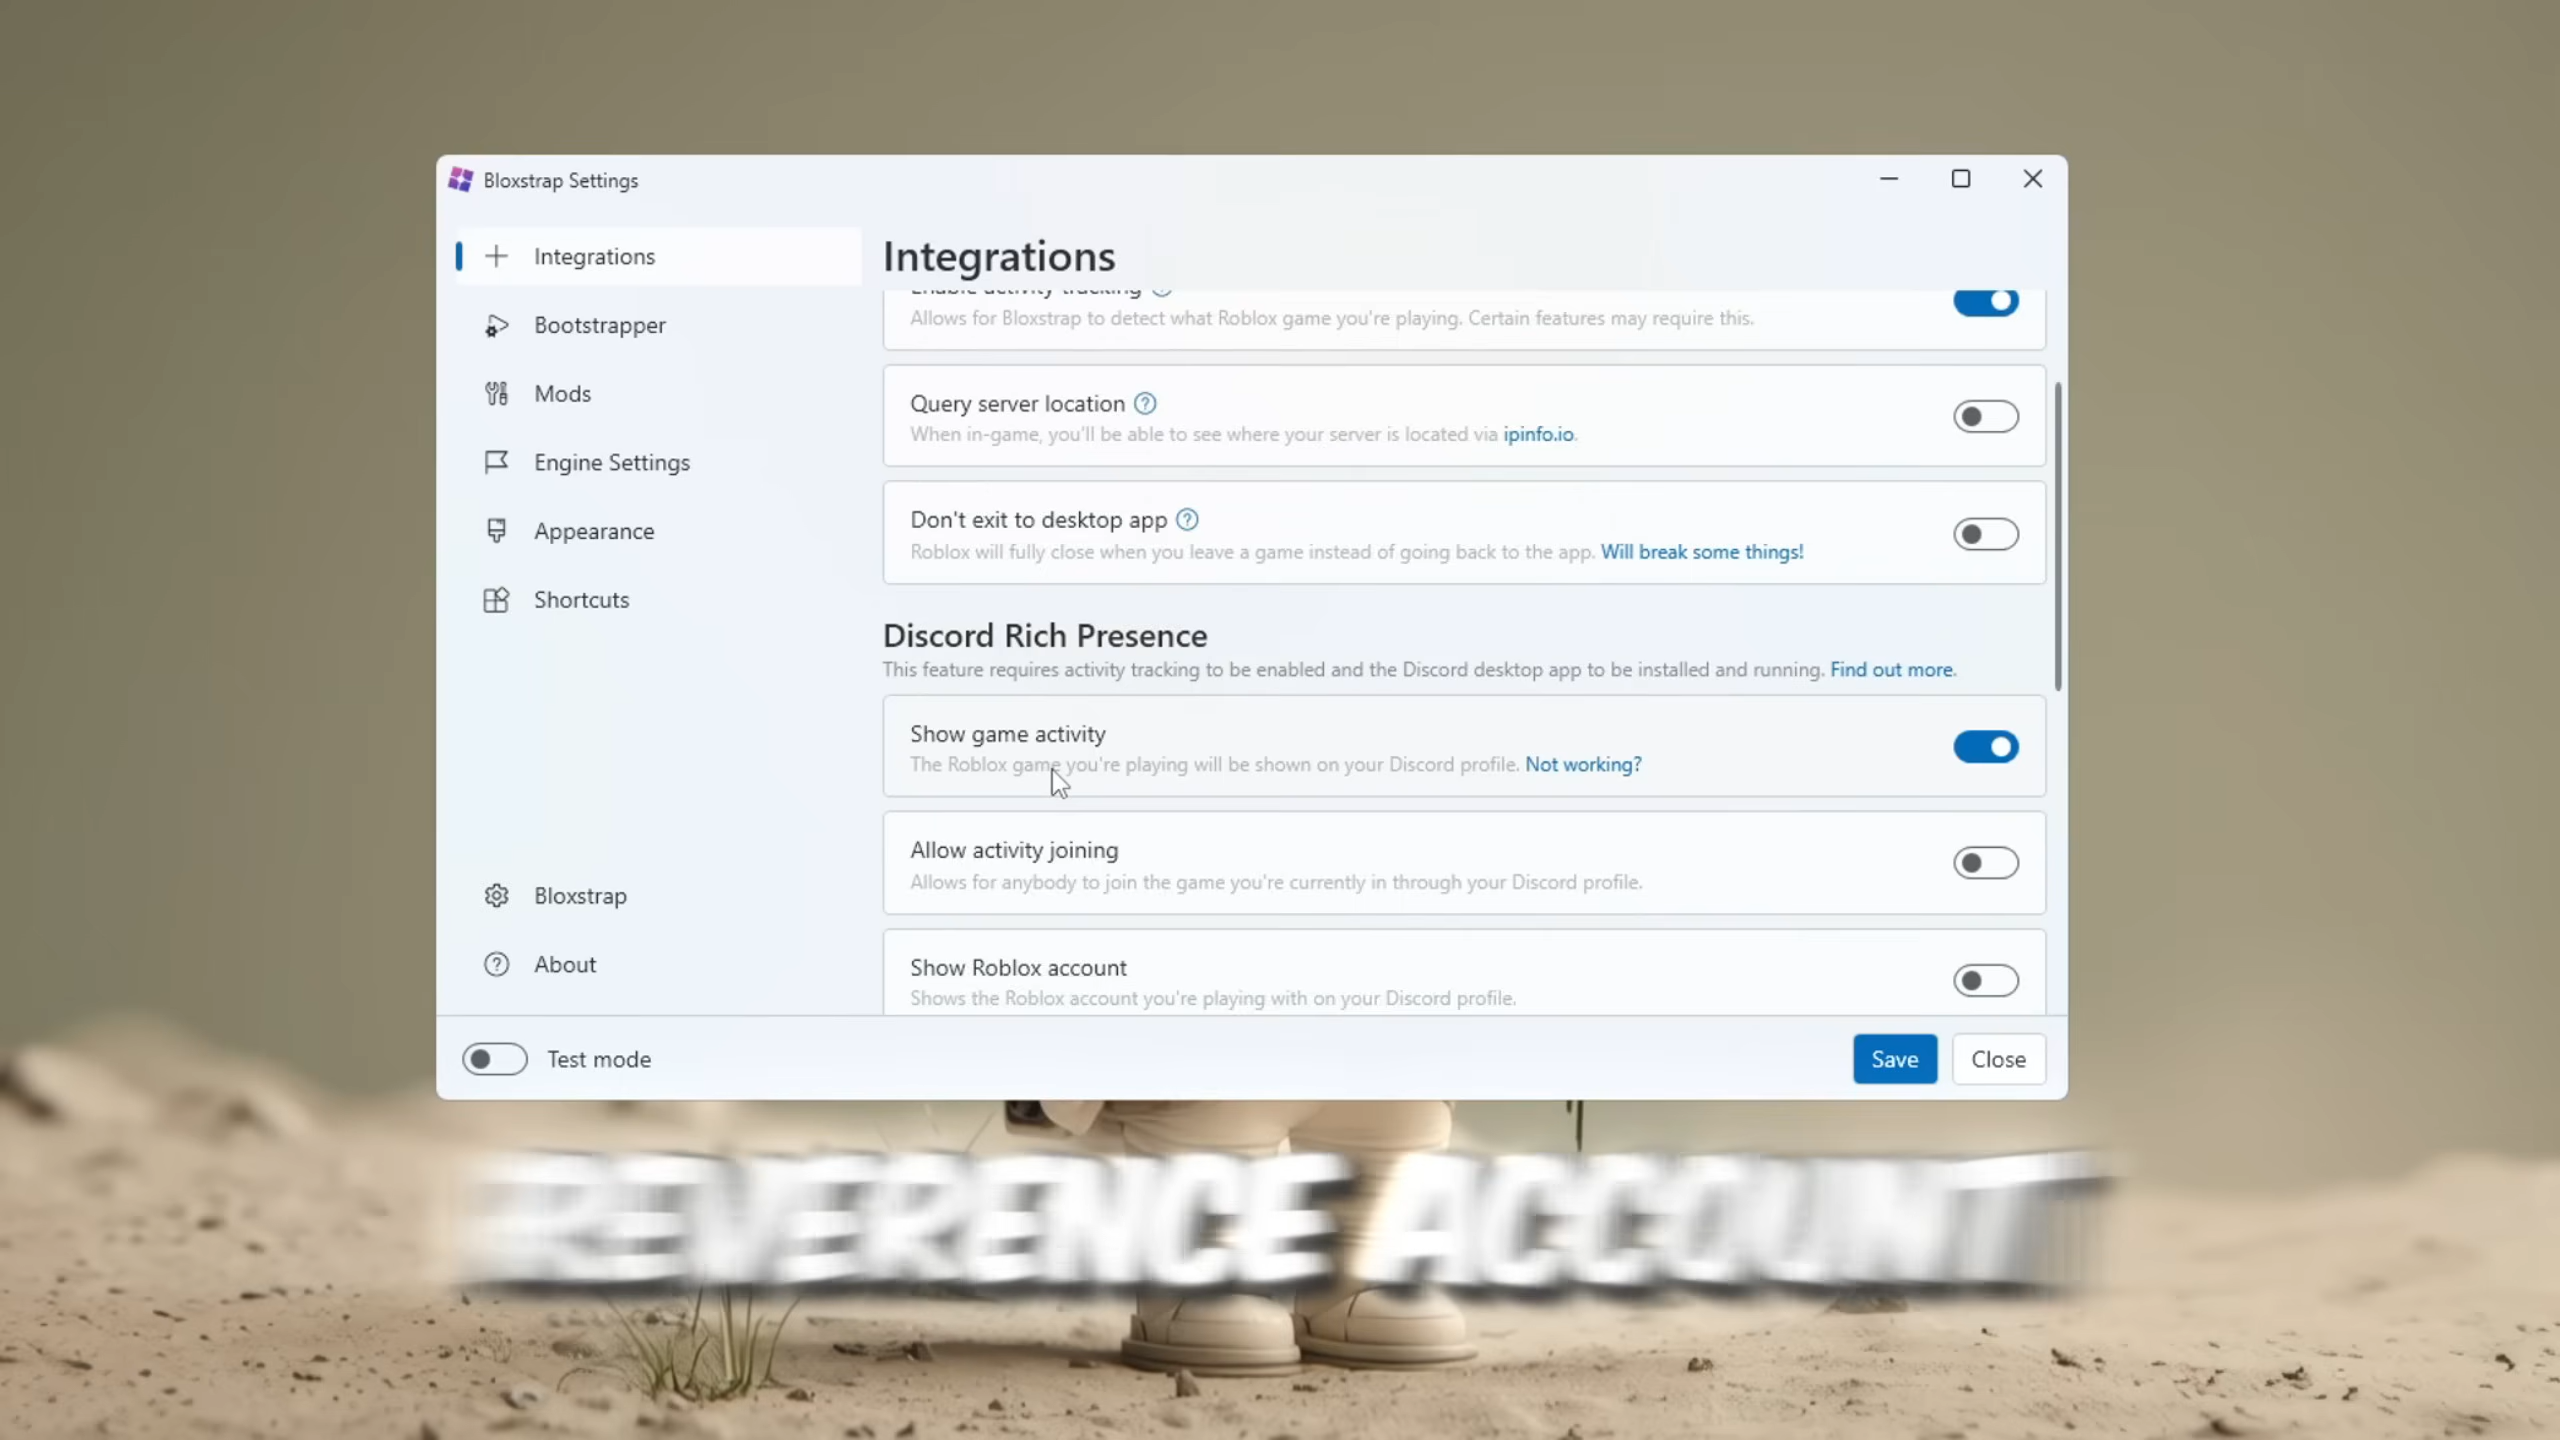 Bloxstrap Settings
Integrations
Bootstrapper
Mods
Engine Settings
Appearance
Shortcuts
Bloxstrap
About
Integrations
Enable activity tracking
Allows for Bloxstrap to detect what Roblox game you're playing. Certain features may require this.
Query server location
When in-game, you'll be able to see where your server is located via ipinfo.io.
Don't exit to desktop app
Roblox will fully close when you leave a game instead of going back to the app. Will break some things!
Discord Rich Presence
This feature requires activity tracking to be enabled and the Discord desktop app to be installed and running. Find out more.
Show game activity
The Roblox game you're playing will be shown on your Discord profile. Not working?
Allow activity joining
Allows for anybody to join the game you're currently in through your Discord profile.
Show Roblox account
Shows the Roblox account you're playing with on your Discord profile.
Test mode
Save
Close
REVERENCE ACCOUNT